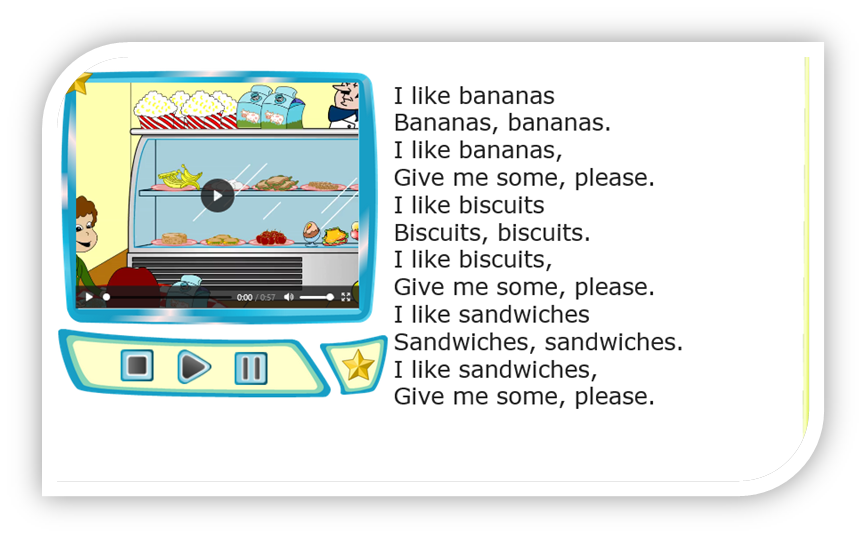 I like bananas
Bananas, bananas.
I like bananas,
Give me some, please.
I like biscuits
Biscuits, biscuits.
I like biscuits,
Give me some, please.
I like sandwiches
Sandwiches, sandwiches.
I like sandwiches,
Give me some, please.
0:00 / 0:57